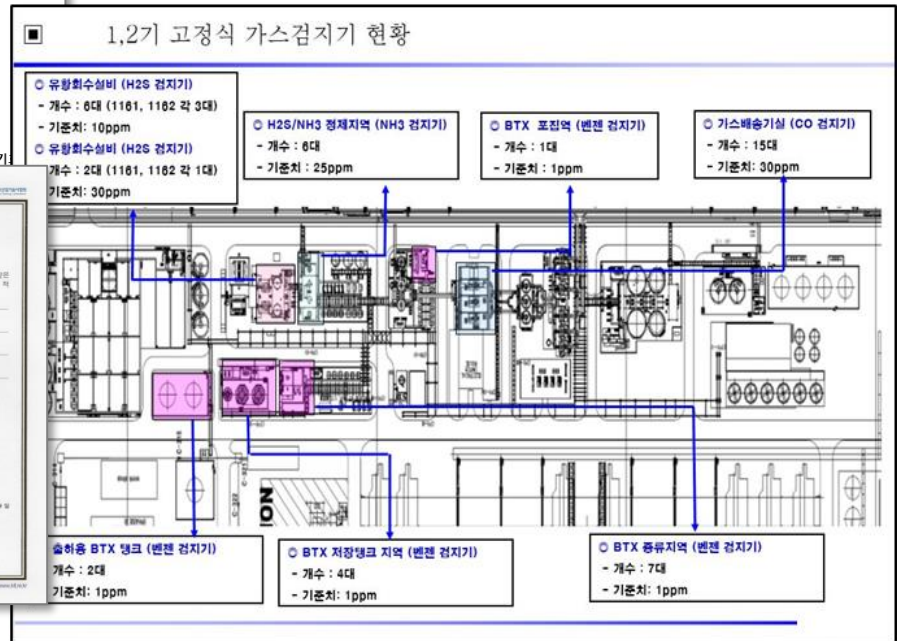 ▣ 1,2기 고정식 가스검지기 현황
◎ 유황회수설비 (H2S 검지기)
- 개수 : 6대 (1161, 1162 각 3대)
- 기준치: 10ppm
◎ 유황회수설비 (H2S 검지기)
개수 : 2대 (1161, 1162 각 1대)
기준치: 30ppm
◎ H2S/NH3 정제지역 (NH3 검지기)
- 개수 : 6대
- 기준치 : 25ppm
◎ BTX 포집역 (벤젠 검지기)
- 개수 : 1대
- 기준치 : 1ppm
◎ 가스배송기실 (CO 검지기)
- 개수 : 15대
- 기준치 : 30ppm
출하용 BTX 탱크 (벤젠 검지기)
개수 : 2대
기준치: 1ppm
◎ BTX 저장탱크 지역 (벤젠 검지기)
- 개수 : 4대
- 기준치: 1ppm
◎ BTX 증류지역 (벤젠 검지기)
- 개수 : 7대
- 기준치: 1ppm